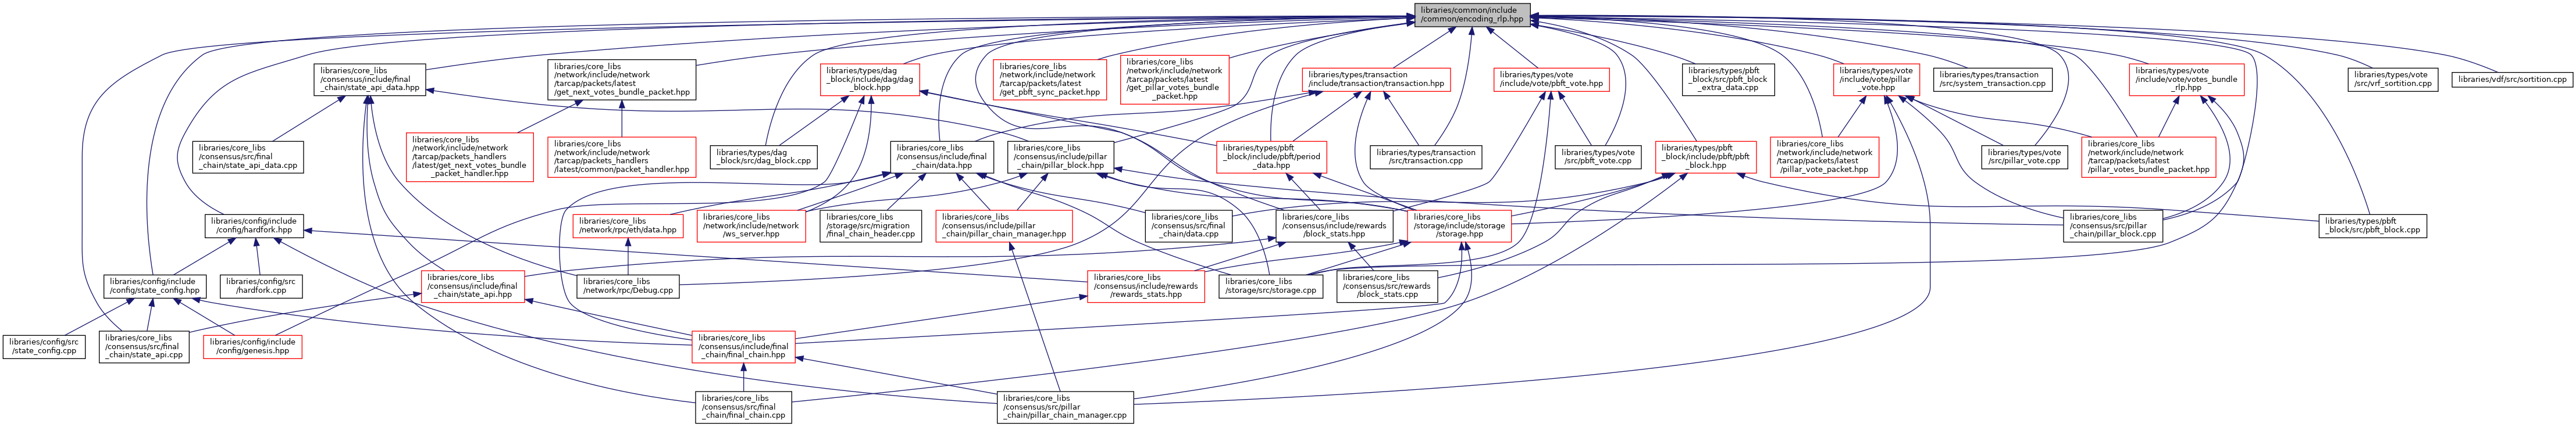 libraries/common/include
/common/encoding_rlp.hpp
libraries/core_libs
/consensus/include/final
_chain/state_api_data.hpp
libraries/core_libs
/network/include/network
/tarcap/packets/latest
/get_next_votes_bundle_packet.hpp
libraries/types/dag
_block/include/dag/dag
_block.hpp
libraries/core_libs
/network/include/network
/tarcap/packets/latest
/get_pbft_sync_packet.hpp
libraries/core_libs
/network/include/network
/tarcap/packets/latest
/get_pillar_votes_bundle
_packet.hpp
libraries/types/transaction
/include/transaction/transaction.hpp
libraries/types/vote
/include/vote/pbft_vote.hpp
libraries/types/pbft
_block/src/pbft_block
_extra_data.cpp
libraries/types/vote
/include/vote/pillar
_vote.hpp
libraries/types/transaction
/src/system_transaction.cpp
libraries/types/vote
/include/vote/votes_bundle
_rlp.hpp
libraries/types/vote
/src/vrf_sortition.cpp
libraries/vdf/src/sortition.cpp
libraries/core_libs
/consensus/src/final
_chain/state_api_data.cpp
libraries/core_libs
/network/include/network
/tarcap/packets_handlers
/latest/get_next_votes_bundle
_packet_handler.hpp
libraries/core_libs
/network/include/network
/tarcap/packets_handlers
/latest/common/packet_handler.hpp
libraries/types/dag
_block/src/dag_block.cpp
libraries/core_libs
/consensus/include/final
_chain/data.hpp
libraries/core_libs
/consensus/include/pillar
_chain/pillar_block.hpp
libraries/types/pbft
_block/include/pbft/period
_data.hpp
libraries/types/transaction
/src/transaction.cpp
libraries/types/vote
/src/pbft_vote.cpp
libraries/types/pbft
_block/include/pbft/pbft
_block.hpp
libraries/core_libs
/network/include/network
/tarcap/packets/latest
/pillar_vote_packet.hpp
libraries/types/vote
/src/pillar_vote.cpp
libraries/core_libs
/network/include/network
/tarcap/packets/latest
/pillar_votes_bundle_packet.hpp
libraries/config/include
/config/hardfork.hpp
libraries/core_libs
/network/rpc/eth/data.hpp
libraries/core_libs
/network/include/network
/ws_server.hpp
libraries/core_libs
/storage/src/migration
/final_chain_header.cpp
libraries/core_libs
/consensus/include/pillar
_chain/pillar_chain_manager.hpp
libraries/core_libs
/consensus/src/final
_chain/data.cpp
libraries/core_libs
/consensus/include/rewards
/block_stats.hpp
libraries/core_libs
/storage/include/storage
/storage.hpp
libraries/core_libs
/consensus/src/pillar
_chain/pillar_block.cpp
libraries/types/pbft
_block/src/pbft_block.cpp
libraries/config/include
/config/state_config.hpp
libraries/config/src
/hardfork.cpp
libraries/core_libs
/consensus/include/final
_chain/state_api.hpp
libraries/core_libs
/network/rpc/Debug.cpp
libraries/core_libs
/consensus/include/rewards
/rewards_stats.hpp
libraries/core_libs
/storage/src/storage.cpp
libraries/core_libs
/consensus/src/rewards
/block_stats.cpp
libraries/config/src
/state_config.cpp
libraries/core_libs
/consensus/src/final
_chain/state_api.cpp
libraries/config/include
/config/genesis.hpp
libraries/core_libs
/consensus/include/final
_chain/final_chain.hpp
libraries/core_libs
/consensus/src/final
_chain/final_chain.cpp
libraries/core_libs
/consensus/src/pillar
_chain/pillar_chain_manager.cpp